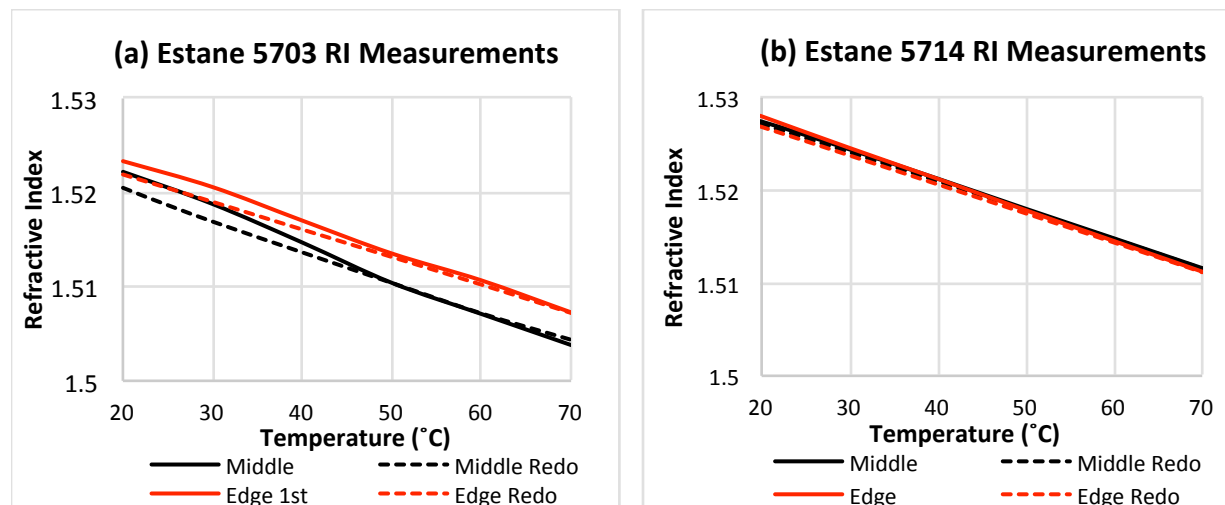 (a) Estane 5703 RI Measurements
Refractive Index
1.53
1.52
1.51
1.5
20 30 40 50 60 70
Temperature (˚C)
Middle Middle Redo
Edge 1st Edge Redo
(b) Estane 5714 RI Measurements
Refractive Index
1.53
1.52
1.51
1.5
20 30 40 50 60 70
Temperature (˚C)
Middle Middle Redo
Edge Edge Redo